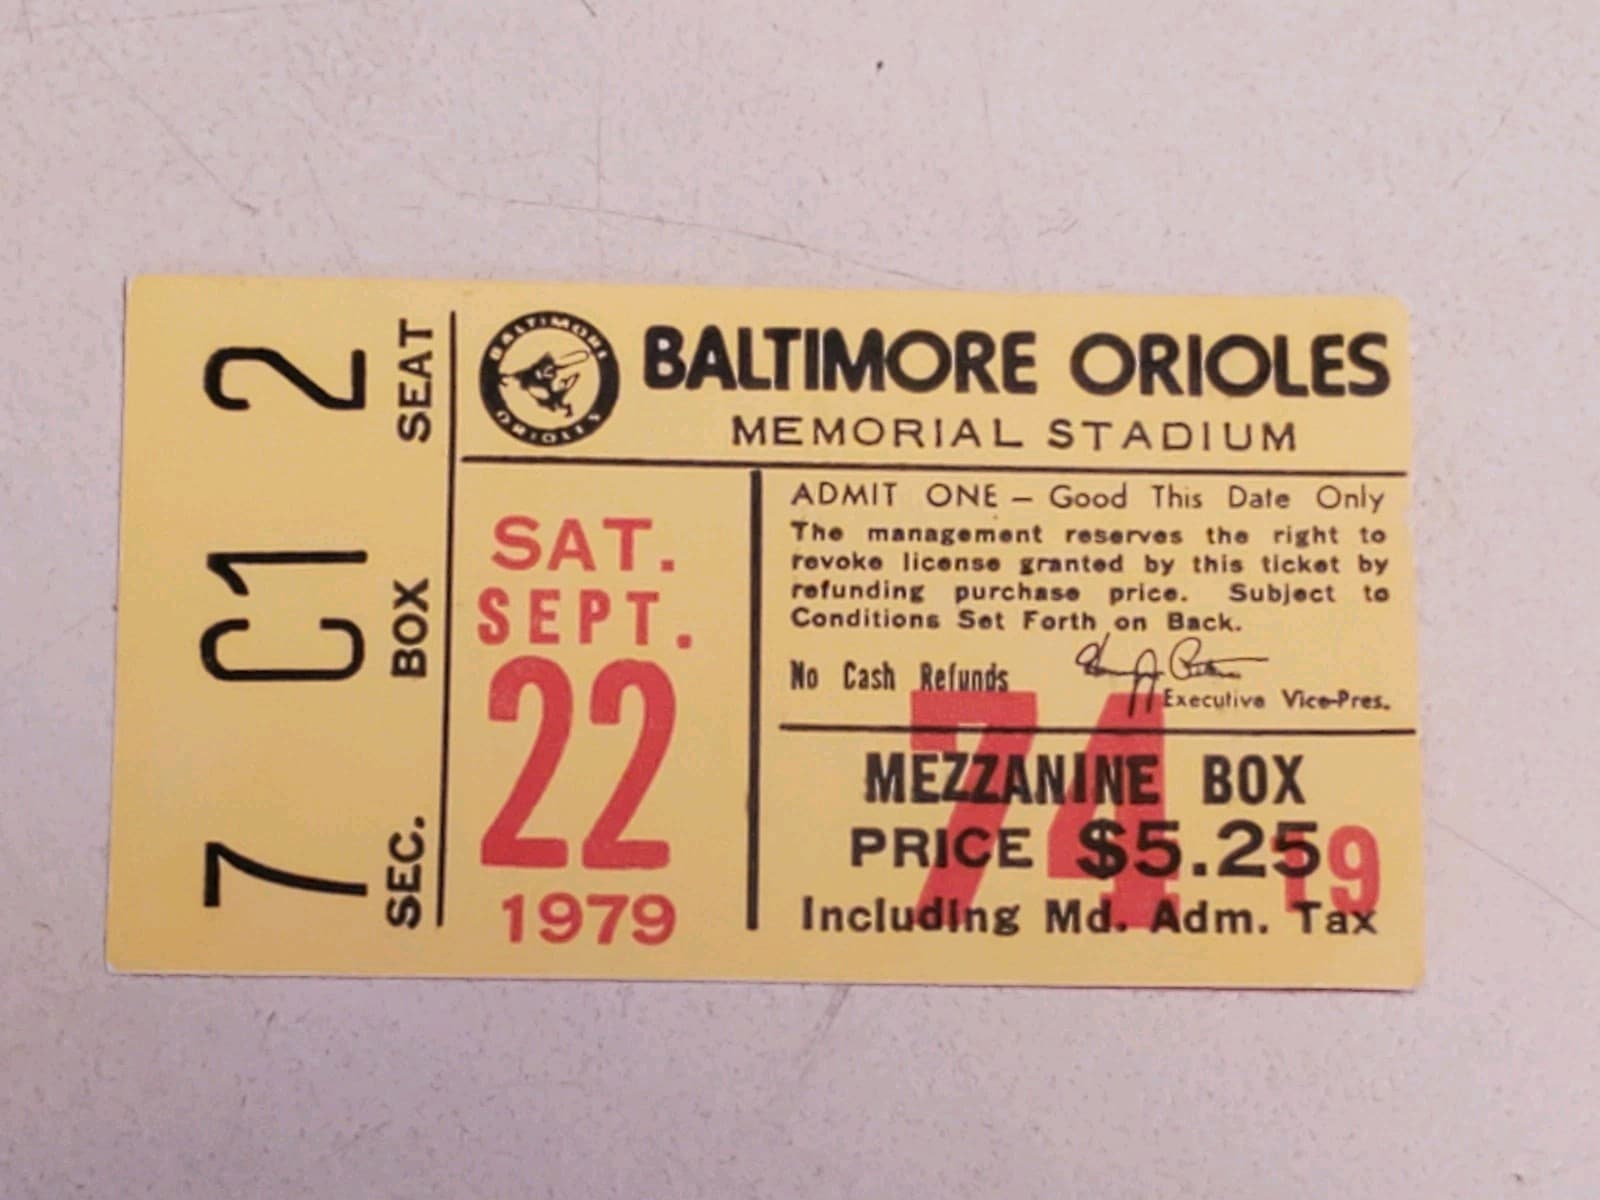 2 SEAT
C1 BOX
7 SEC.
BALTIMORE
ORIOLES
BALTIMORE ORIOLES
MEMORIAL STADIUM
SAT.
SEPT.
22
1979
ADMIT ONE — Good This Date Only
The management reserves the right to
revoke license granted by this ticket by
refunding purchase price. Subject to
Conditions Set Forth on Back.
No Cash Refunds
Executive Vice-Pres.
74
MEZZANINE BOX
PRICE $5.25
19
Including Md. Adm. Tax